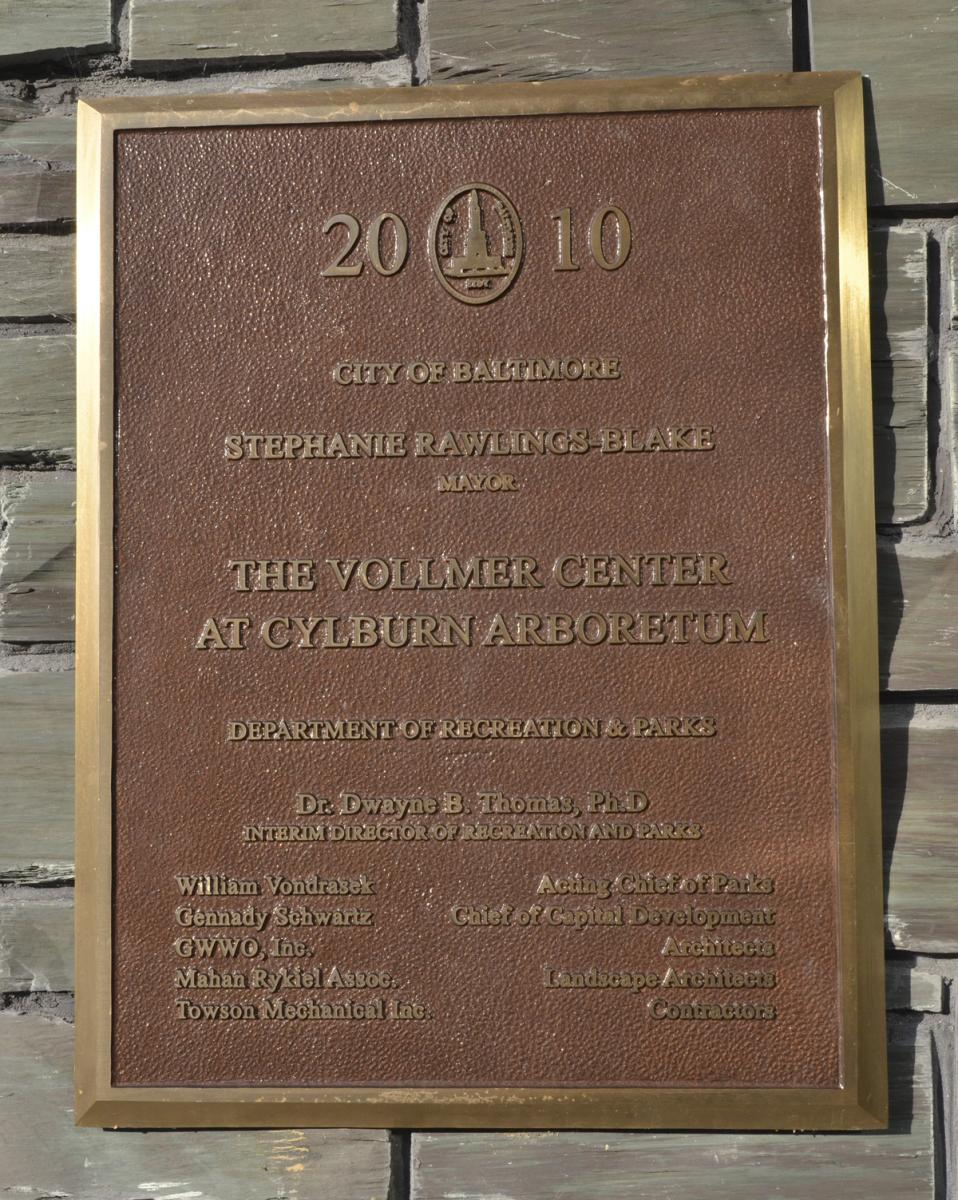 20 10
CITY OF BALTIMORE
STEPHANIE RAWLINGS-BLAKE
MAYOR
THE VOLLMER CENTER
AT CYLBURN ARBORETUM
DEPARTMENT OF RECREATION & PARKS
Dr. Dwayne B. Thomas, Ph.D
INTERIM DIRECTOR OF RECREATION AND PARKS
William Vondrasek Acting Chief of Parks
Gennady Schwartz Chief of Capital Development
GWWO, Inc. Architects
Mahan Rykiel Assoc. Landscape Architects
Towson Mechanical Inc. Contractors